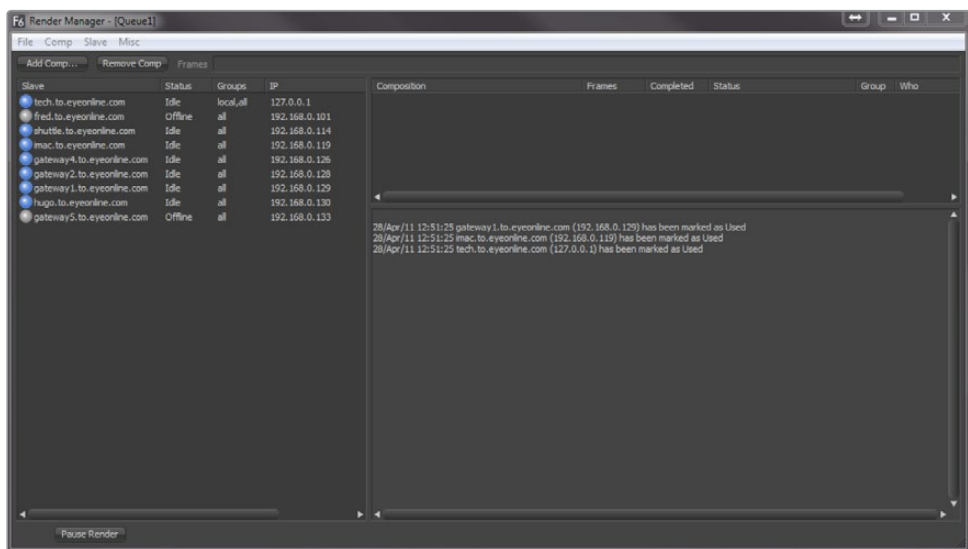 F6 Render Manager - [Queue1]
File Comp Slave Misc
Add Comp... Remove Comp Frames
Slave Status Groups IP
tech.to.eyeonline.com Idle local,all 127.0.0.1
fred.to.eyeonline.com Offline all 192.168.0.101
shuttle.to.eyeonline.com Idle all 192.168.0.114
imac.to.eyeonline.com Idle all 192.168.0.119
gateway4.to.eyeonline.com Idle all 192.168.0.126
gateway2.to.eyeonline.com Idle all 192.168.0.128
gateway1.to.eyeonline.com Idle all 192.168.0.129
hugo.to.eyeonline.com Idle all 192.168.0.130
gateway5.to.eyeonline.com Offline all 192.168.0.133
Composition Frames Completed Status Group Who
28/Apr/11 12:51:25 gateway1.to.eyeonline.com (192.168.0.129) has been marked as Used
28/Apr/11 12:51:25 imac.to.eyeonline.com (192.168.0.119) has been marked as Used
28/Apr/11 12:51:25 tech.to.eyeonline.com (127.0.0.1) has been marked as Used
Pause Render